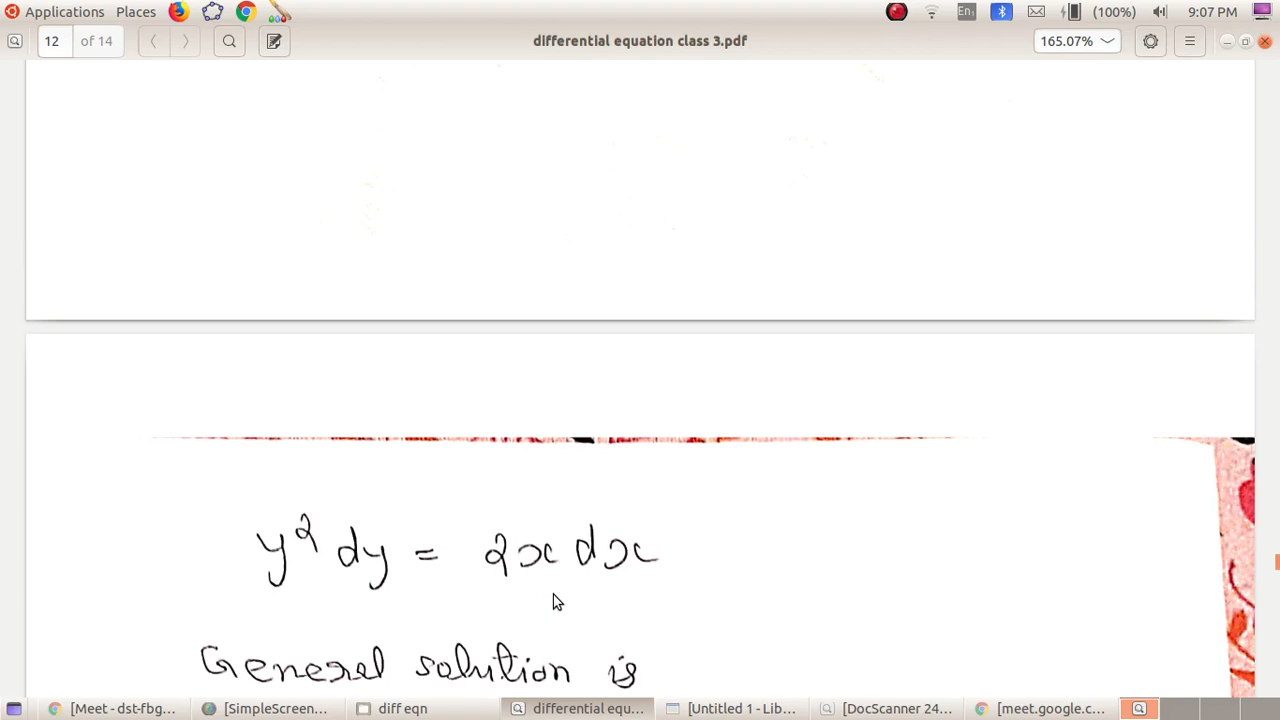 Applications Places En₁ (100%) 9:07 PM
12 of 14 differential equation class 3.pdf 165.07%
y² dy = 2x dx
General solution is
[Meet - dst-fbg... [SimpleScreen... diff eqn differential equ... [Untitled 1 - Lib... [DocScanner 24... [meet.google.c...